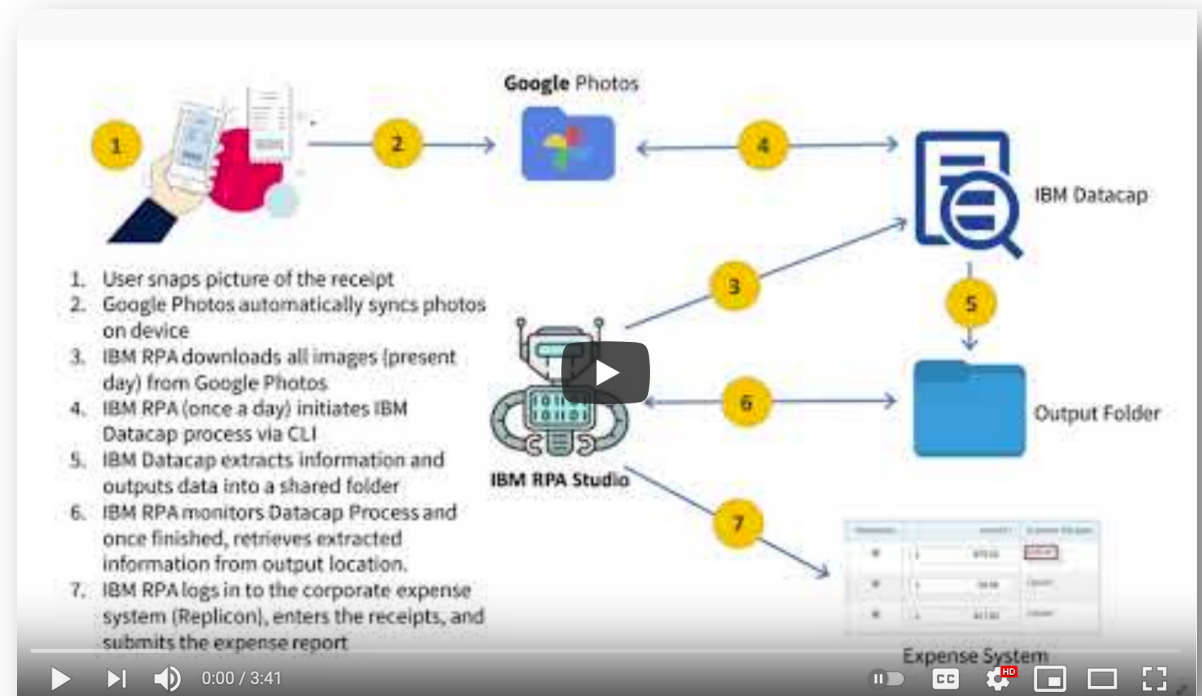 Google Photos
1
2
4
IBM Datacap
3
5
1. User snaps picture of the receipt
2. Google Photos automatically syncs photos
on device
3. IBM RPA downloads all images (present
day) from Google Photos
4. IBM RPA (once a day) initiates IBM
Datacap process via CLI
5. IBM Datacap extracts information and
outputs data into a shared folder
6. IBM RPA monitors Datacap Process and
once finished, retrieves extracted
information from output location.
7. IBM RPA logs in to the corporate expense
system (Replicon), enters the receipts, and
submits the expense report
6
Output Folder
IBM RPA Studio
7
Expense System
0:00 / 3:41
CC
HD